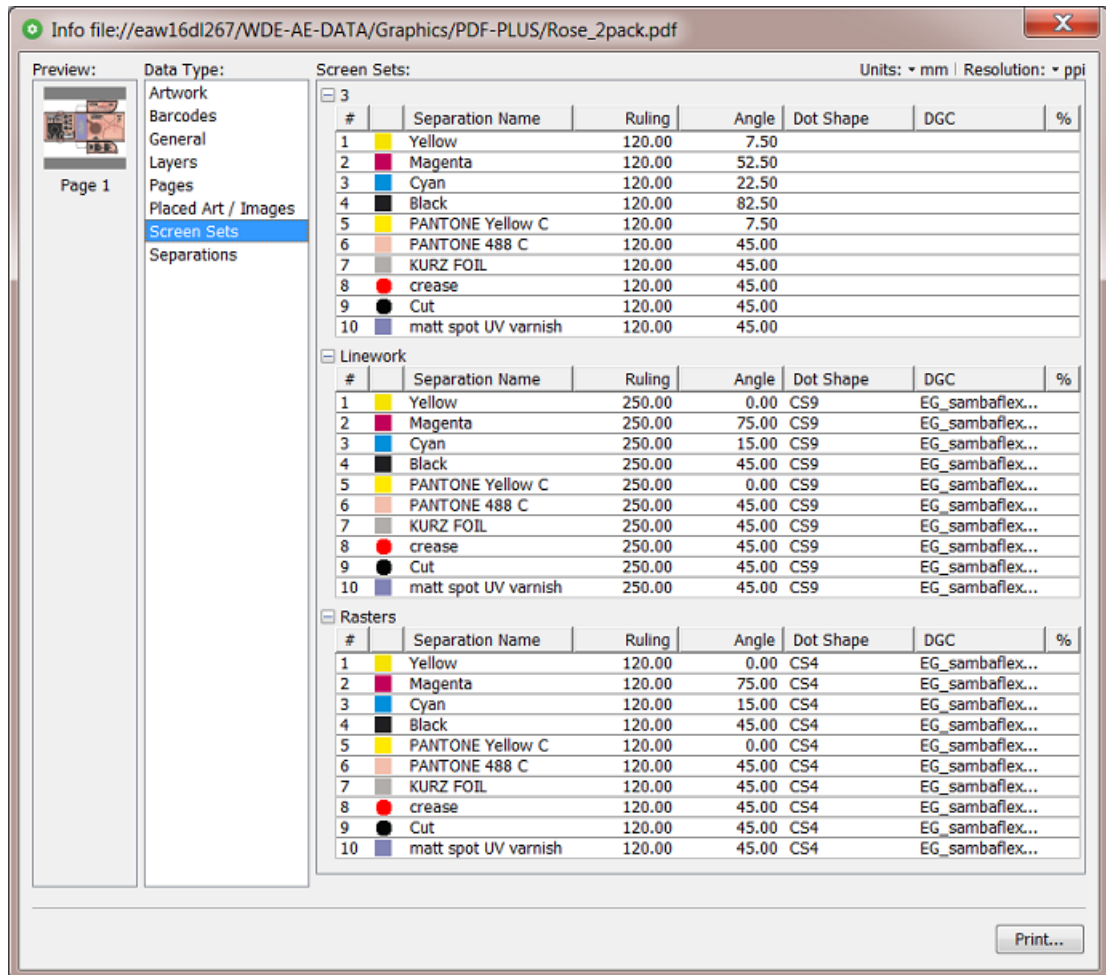 Info file://eaw16dl267/WDE-AE-DATA/Graphics/PDF-PLUS/Rose_2pack.pdf
Preview: Data Type: Screen Sets: Units: mm Resolution: ppi
Page 1
Artwork
Barcodes
General
Layers
Pages
Placed Art / Images
Screen Sets
Separations
3
# Separation Name Ruling Angle Dot Shape DGC %
1 Yellow 120.00 7.50
2 Magenta 120.00 52.50
3 Cyan 120.00 22.50
4 Black 120.00 82.50
5 PANTONE Yellow C 120.00 7.50
6 PANTONE 488 C 120.00 45.00
7 KURZ FOIL 120.00 45.00
8 crease 120.00 45.00
9 Cut 120.00 45.00
10 matt spot UV varnish 120.00 45.00
Linework
# Separation Name Ruling Angle Dot Shape DGC %
1 Yellow 250.00 0.00 CS9 EG_sambaflex...
2 Magenta 250.00 75.00 CS9 EG_sambaflex...
3 Cyan 250.00 15.00 CS9 EG_sambaflex...
4 Black 250.00 45.00 CS9 EG_sambaflex...
5 PANTONE Yellow C 250.00 0.00 CS9 EG_sambaflex...
6 PANTONE 488 C 250.00 45.00 CS9 EG_sambaflex...
7 KURZ FOIL 250.00 45.00 CS9 EG_sambaflex...
8 crease 250.00 45.00 CS9 EG_sambaflex...
9 Cut 250.00 45.00 CS9 EG_sambaflex...
10 matt spot UV varnish 250.00 45.00 CS9 EG_sambaflex...
Rasters
# Separation Name Ruling Angle Dot Shape DGC %
1 Yellow 120.00 0.00 CS4 EG_sambaflex...
2 Magenta 120.00 75.00 CS4 EG_sambaflex...
3 Cyan 120.00 15.00 CS4 EG_sambaflex...
4 Black 120.00 45.00 CS4 EG_sambaflex...
5 PANTONE Yellow C 120.00 0.00 CS4 EG_sambaflex...
6 PANTONE 488 C 120.00 45.00 CS4 EG_sambaflex...
7 KURZ FOIL 120.00 45.00 CS4 EG_sambaflex...
8 crease 120.00 45.00 CS4 EG_sambaflex...
9 Cut 120.00 45.00 CS4 EG_sambaflex...
10 matt spot UV varnish 120.00 45.00 CS4 EG_sambaflex...
Print...